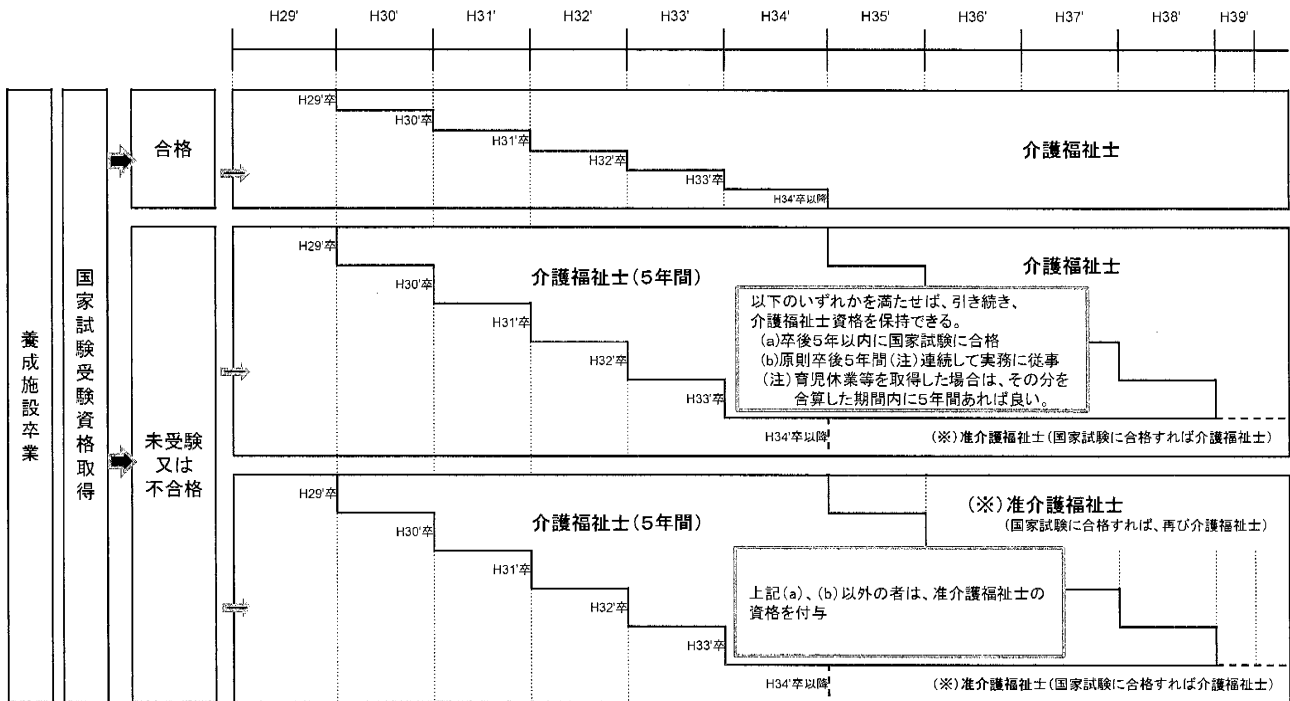 H29'
H30'
H31'
H32'
H33'
H34'
H35'
H36'
H37'
H38'
H39'
養成施設卒業
国家試験受験資格取得
合格
H29'卒
H30'卒
H31'卒
H32'卒
H33'卒
H34'卒以降
介護福祉士
未受験
又は
不合格
H29'卒
H30'卒
H31'卒
H32'卒
H33'卒
H34'卒以降
介護福祉士(5年間)
介護福祉士
以下のいずれかを満たせば、引き続き、
介護福祉士資格を保持できる。
(a)卒後5年以内に国家試験に合格
(b)原則卒後5年間(注)連続して実務に従事
(注)育児休業等を取得した場合は、その分を
合算した期間内に5年間あれば良い。
(※)准介護福祉士(国家試験に合格すれば介護福祉士)
H29'卒
H30'卒
H31'卒
H32'卒
H33'卒
H34'卒以降
介護福祉士(5年間)
(※)准介護福祉士
(国家試験に合格すれば、再び介護福祉士)
上記(a)、(b)以外の者は、准介護福祉士の
資格を付与
(※)准介護福祉士(国家試験に合格すれば介護福祉士)